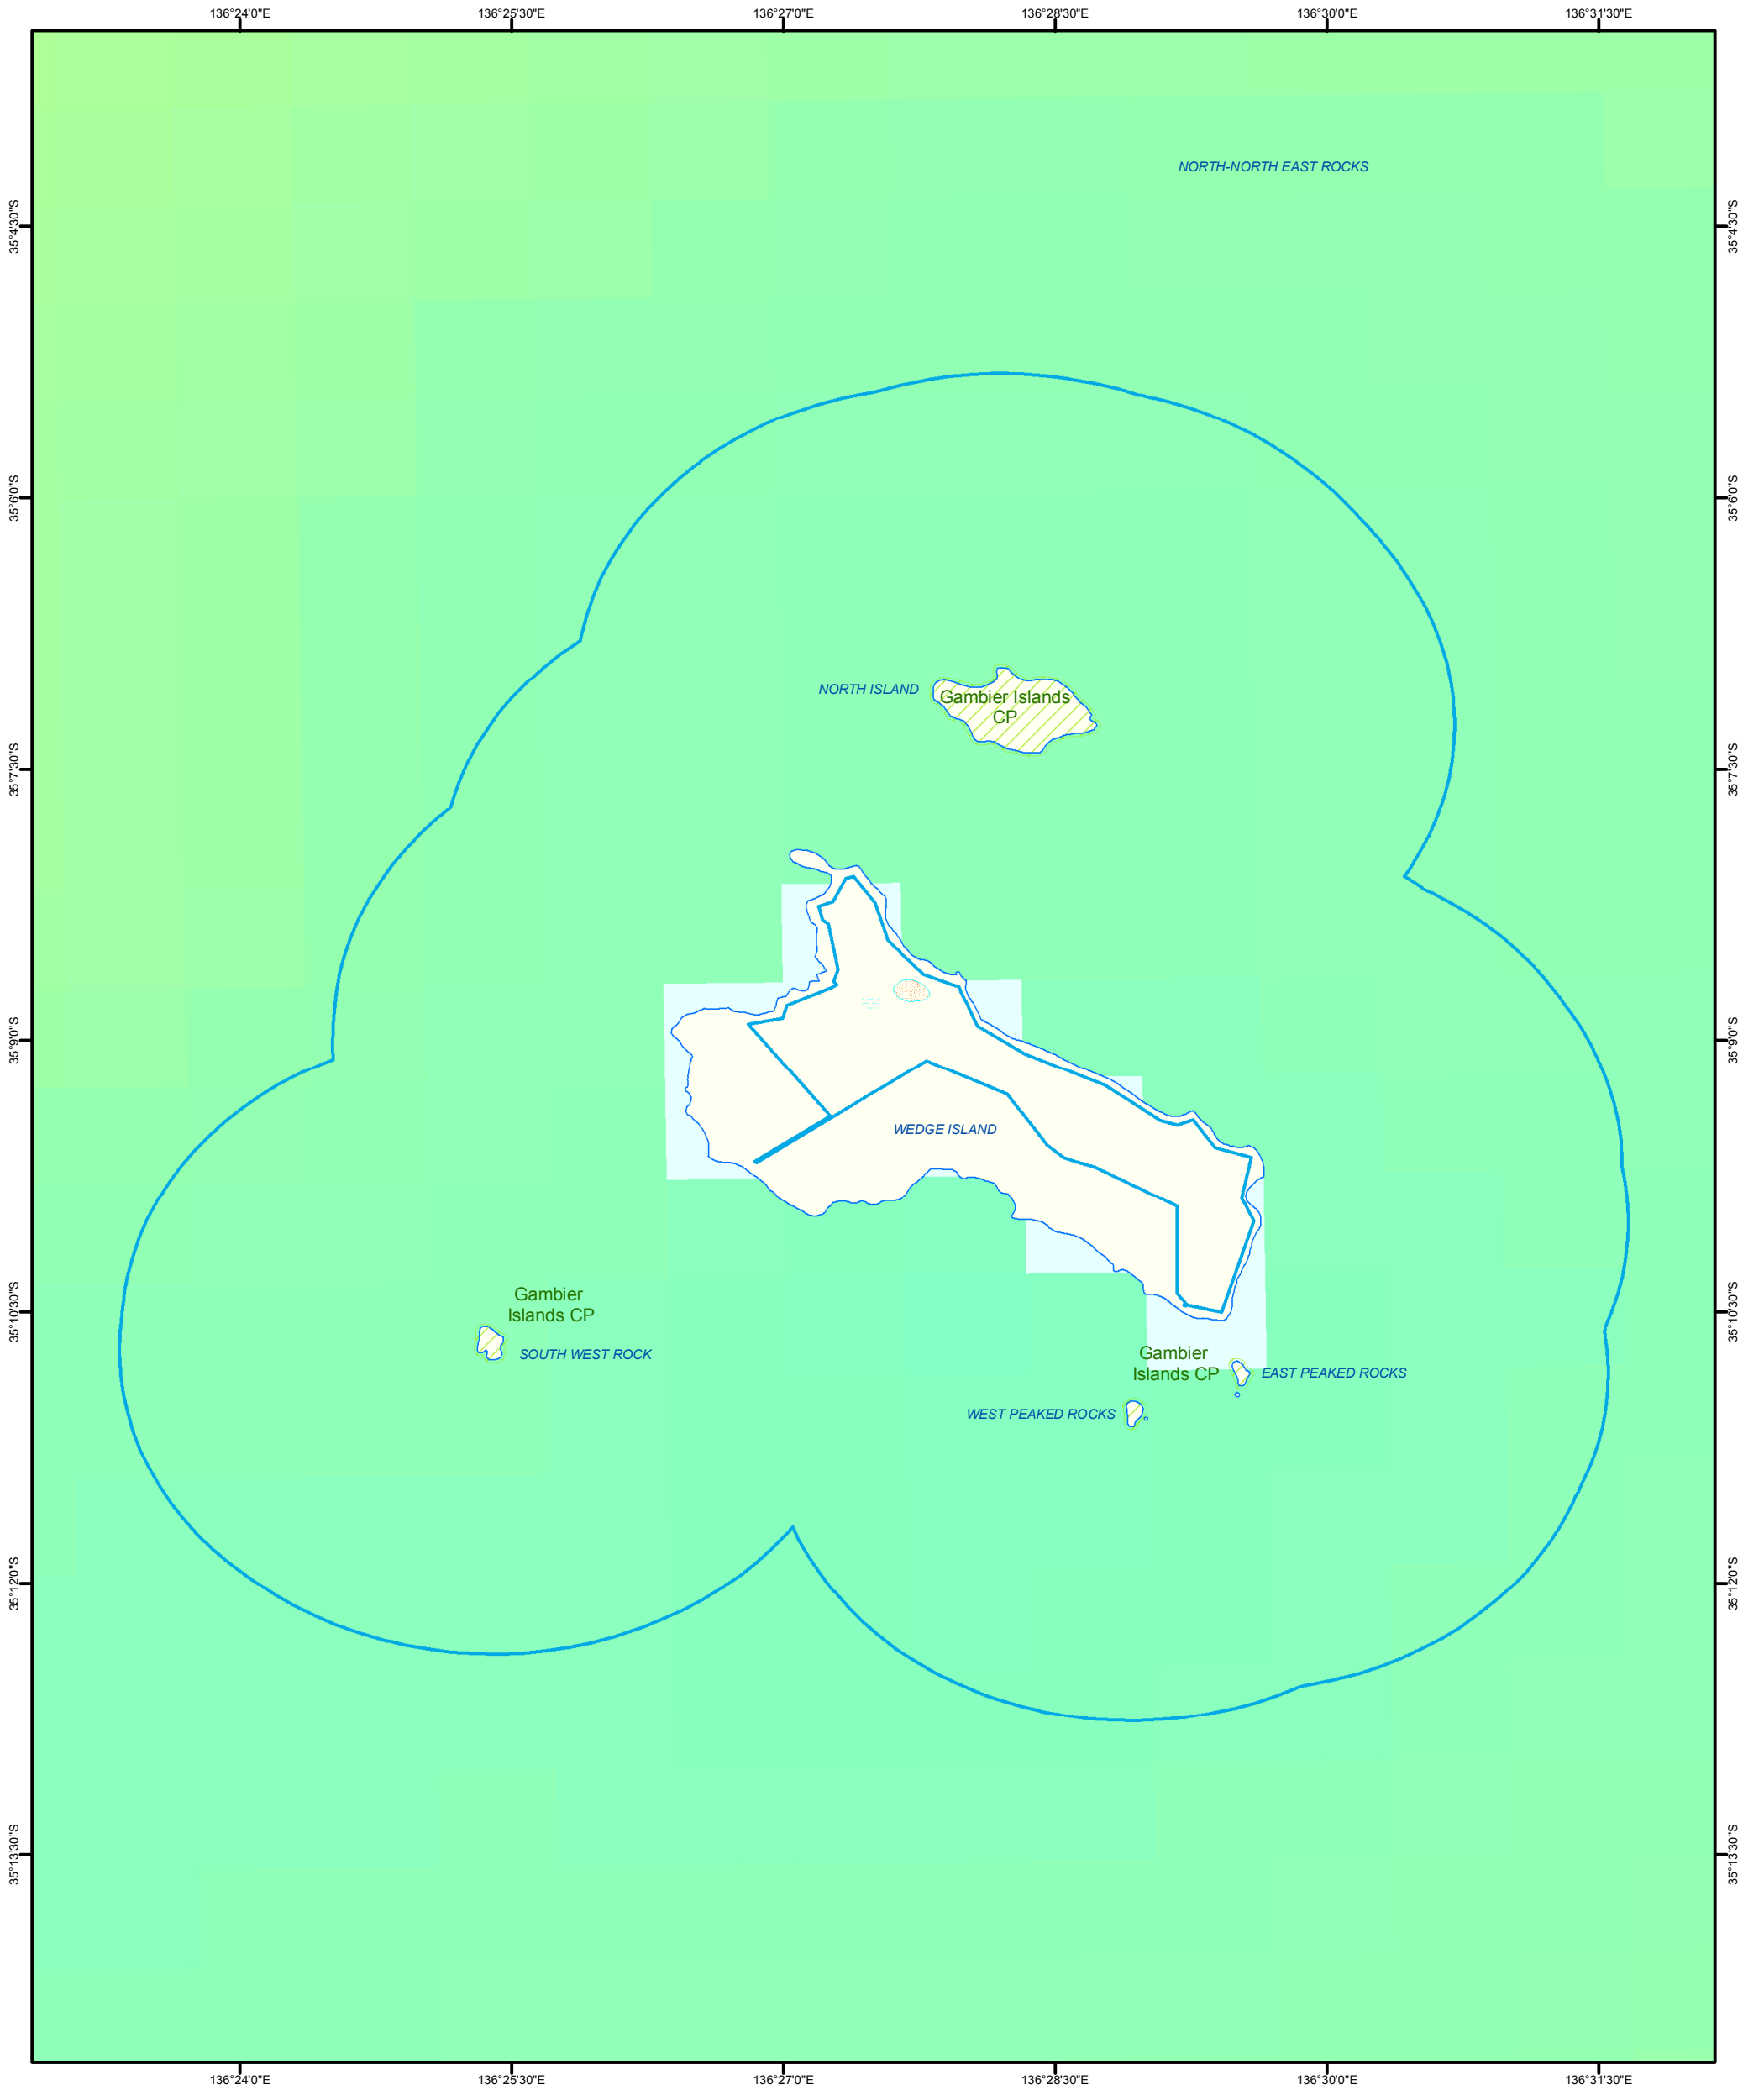 136°24'0"E
136°25'30"E
136°27'0"E
136°28'30"E
136°30'0"E
136°31'30"E
NORTH-NORTH EAST ROCKS
35°4'30"S
35°4'30"S
35°6'0"S
35°6'0"S
NORTH ISLAND
Gambier Islands
CP
35°7'30"S
35°7'30"S
35°9'0"S
35°9'0"S
WEDGE ISLAND
Gambier
Islands CP
35°10'30"S
35°10'30"S
SOUTH WEST ROCK
Gambier
Islands CP
EAST PEAKED ROCKS
WEST PEAKED ROCKS
35°12'0"S
35°12'0"S
35°13'30"S
35°13'30"S
136°24'0"E
136°25'30"E
136°27'0"E
136°28'30"E
136°30'0"E
136°31'30"E